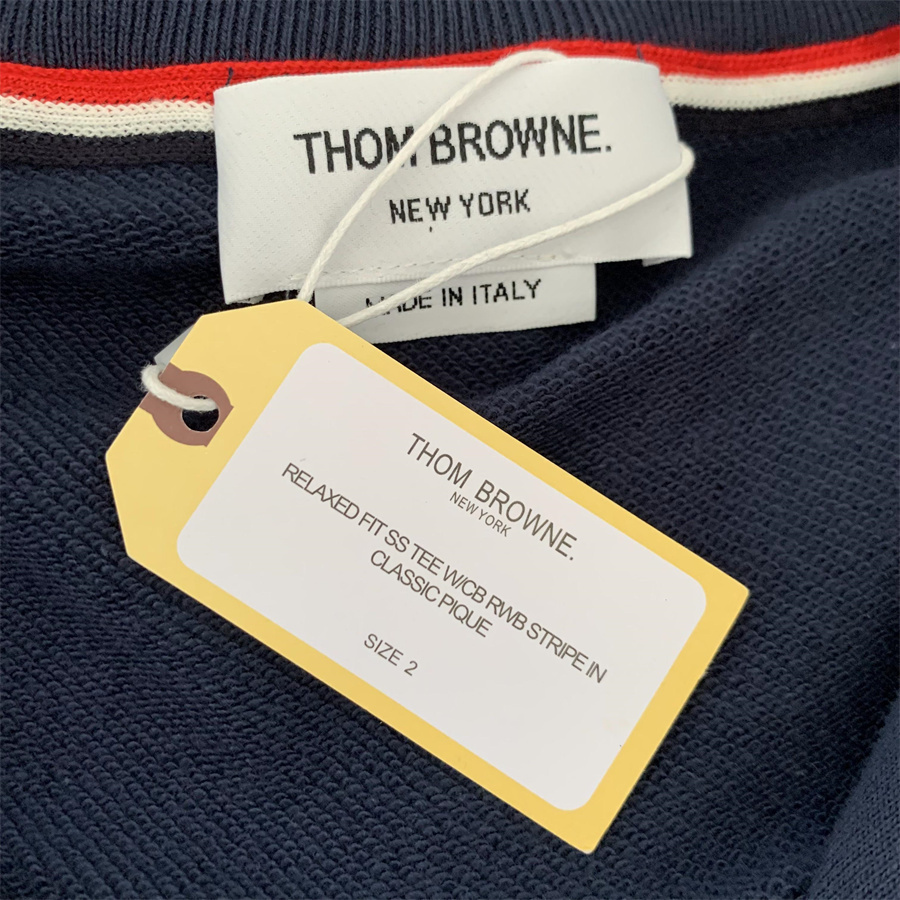 THOM BROWNE.
NEW YORK
MADE IN ITALY
THOM BROWNE.
NEW YORK
RELAXED FIT SS TEE W/CB RWB STRIPE IN
CLASSIC PIQUE
SIZE 2